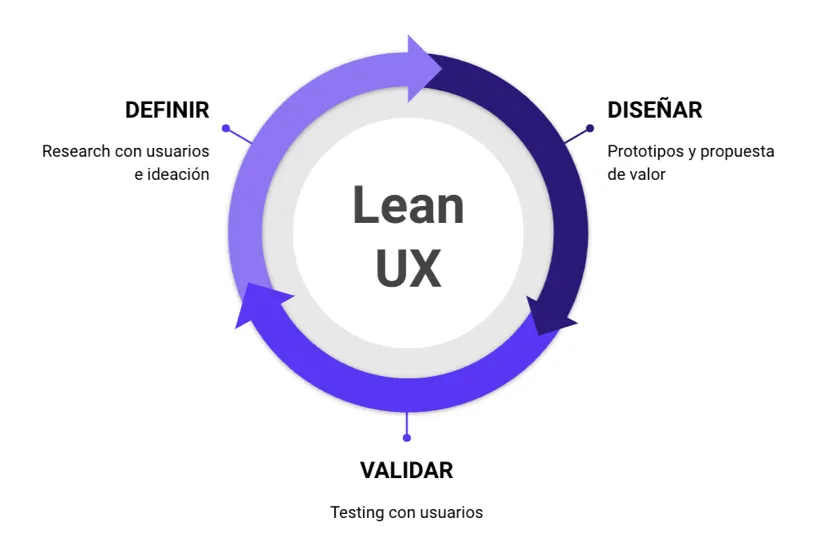 DEFINIR
Research con usuarios
e ideación
DISEÑAR
Prototipos y propuesta
de valor
Lean
UX
VALIDAR
Testing con usuarios